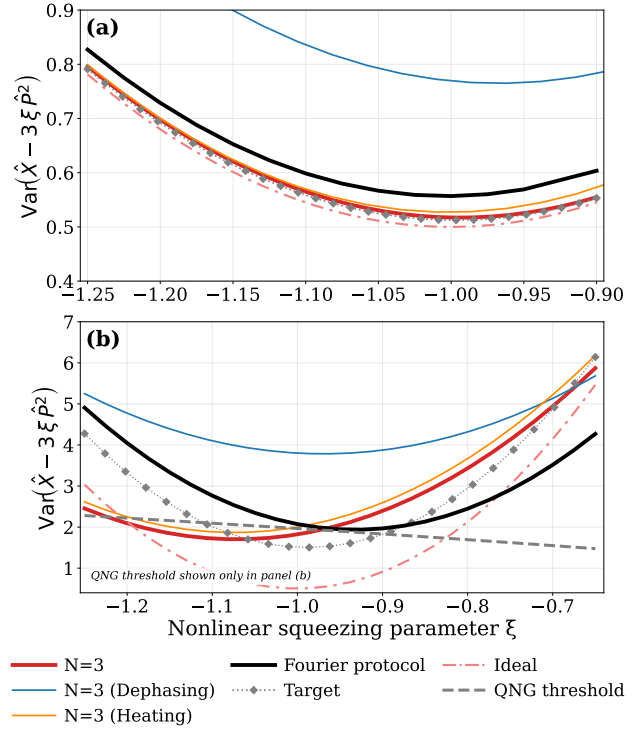 (a)
0.9
0.8
0.7
0.6
0.5
0.4
Var(X̂ − 3 ξ P̂²)
−1.25 −1.20 −1.15 −1.10 −1.05 −1.00 −0.95 −0.90
(b)
7
6
5
4
3
2
1
Var(X̂ − 3 ξ P̂²)
QNG threshold shown only in panel (b)
−1.2 −1.1 −1.0 −0.9 −0.8 −0.7
Nonlinear squeezing parameter ξ
N=3 Fourier protocol Ideal
N=3 (Dephasing) Target QNG threshold
N=3 (Heating)